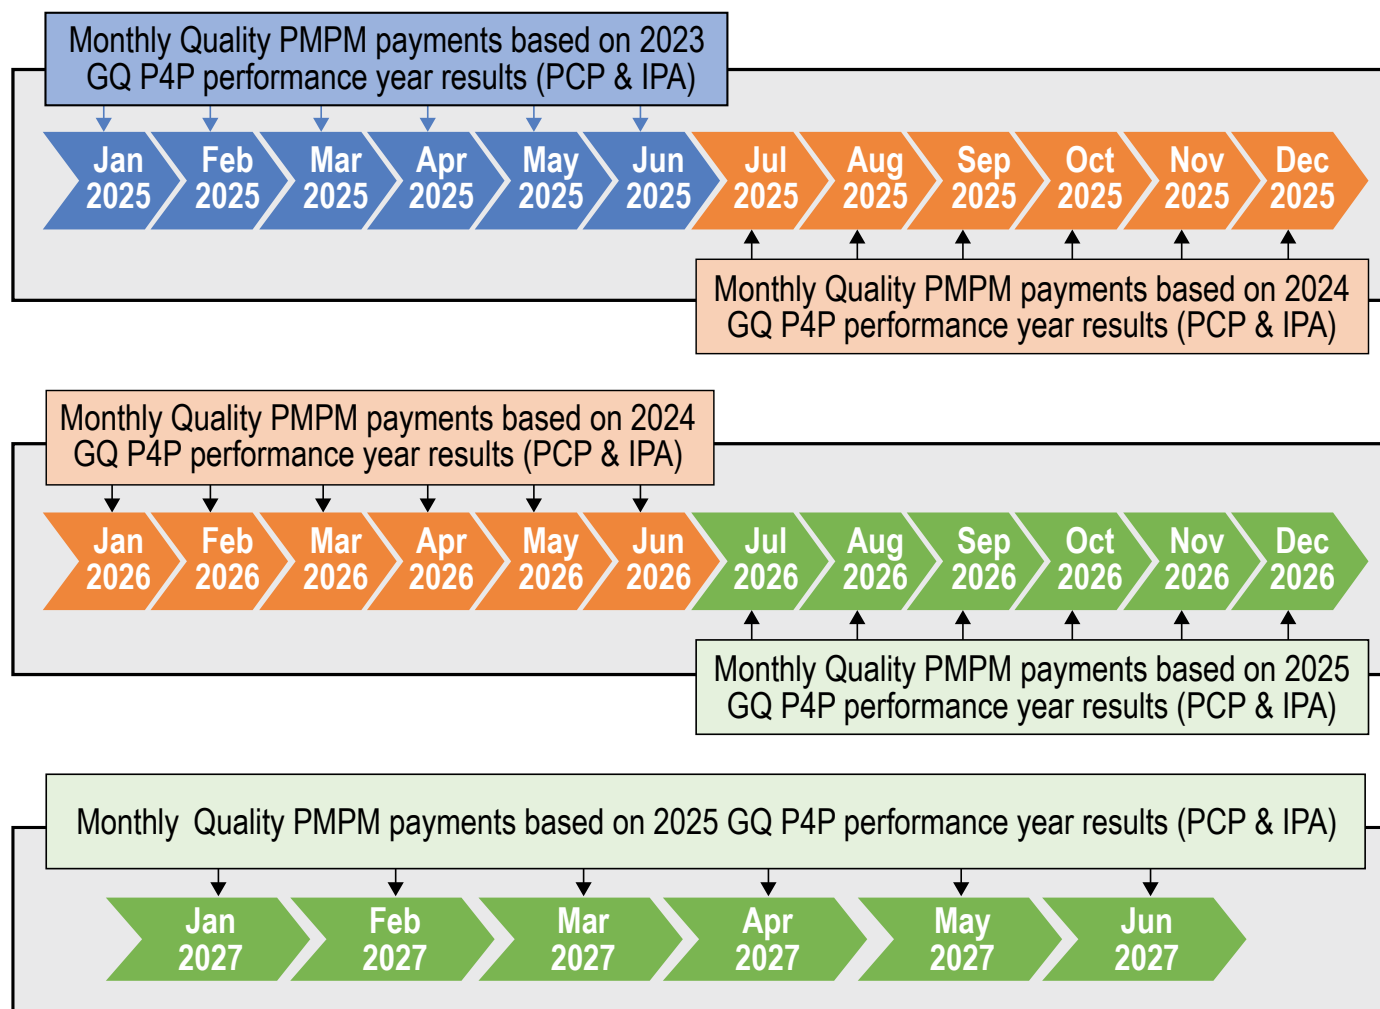 Monthly Quality PMPM payments based on 2023
GQ P4P performance year results (PCP & IPA)
Jan 2025
Feb 2025
Mar 2025
Apr 2025
May 2025
Jun 2025
Jul 2025
Aug 2025
Sep 2025
Oct 2025
Nov 2025
Dec 2025
Monthly Quality PMPM payments based on 2024
GQ P4P performance year results (PCP & IPA)
Monthly Quality PMPM payments based on 2024
GQ P4P performance year results (PCP & IPA)
Jan 2026
Feb 2026
Mar 2026
Apr 2026
May 2026
Jun 2026
Jul 2026
Aug 2026
Sep 2026
Oct 2026
Nov 2026
Dec 2026
Monthly Quality PMPM payments based on 2025
GQ P4P performance year results (PCP & IPA)
Monthly Quality PMPM payments based on 2025 GQ P4P performance year results (PCP & IPA)
Jan 2027
Feb 2027
Mar 2027
Apr 2027
May 2027
Jun 2027